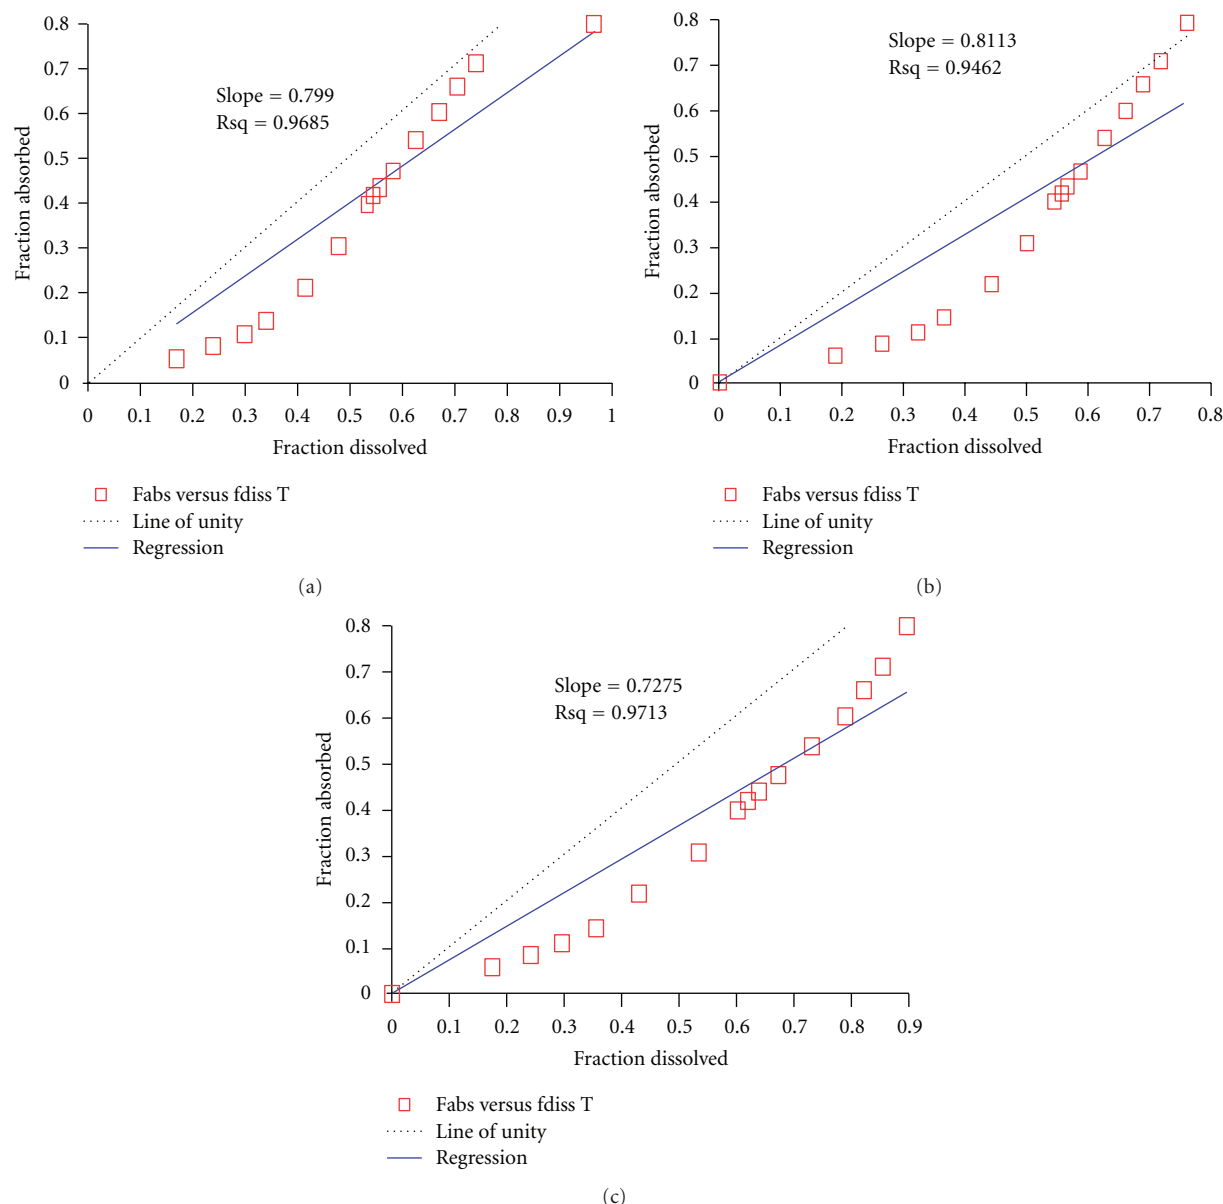 Slope = 0.799
Rsq = 0.9685
Fraction absorbed
0.8
0.7
0.6
0.5
0.4
0.3
0.2
0.1
0
0 0.1 0.2 0.3 0.4 0.5 0.6 0.7 0.8 0.9 1
Fraction dissolved
Fabs versus fdiss T
Line of unity
Regression
(a)
Slope = 0.8113
Rsq = 0.9462
Fraction absorbed
0.8
0.7
0.6
0.5
0.4
0.3
0.2
0.1
0
0 0.1 0.2 0.3 0.4 0.5 0.6 0.7 0.8
Fraction dissolved
Fabs versus fdiss T
Line of unity
Regression
(b)
Slope = 0.7275
Rsq = 0.9713
Fraction absorbed
0.8
0.7
0.6
0.5
0.4
0.3
0.2
0.1
0
0 0.1 0.2 0.3 0.4 0.5 0.6 0.7 0.8 0.9
Fraction dissolved
Fabs versus fdiss T
Line of unity
Regression
(c)